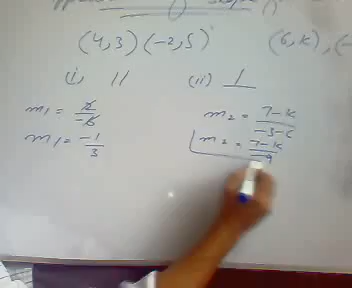 (4,3) (-2,5) (6,k), (-
(i) // (ii) ⊥
m₁ = 2/-6 m₂ = 7-k/-3-6
m₁ = -1/3 m₂ = 7-k/-9